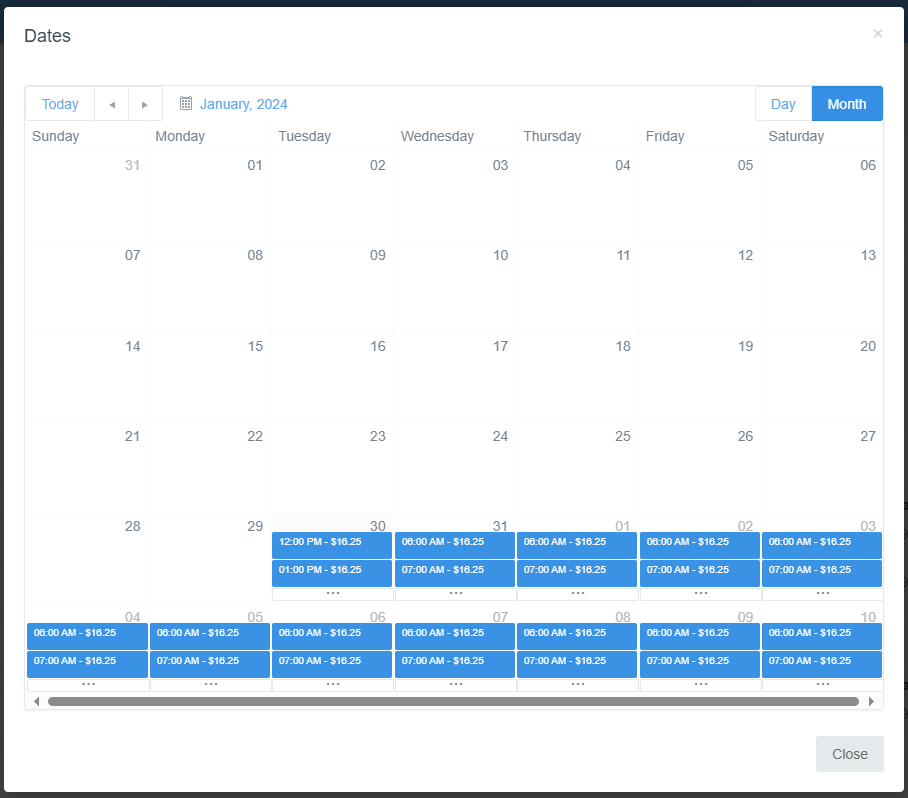 Dates ×
Today ◄ ► January, 2024 Day Month
Sunday Monday Tuesday Wednesday Thursday Friday Saturday
31 01 02 03 04 05 06
07 08 09 10 11 12 13
14 15 16 17 18 19 20
21 22 23 24 25 26 27
28 29 30 31 01 02 03
12:00 PM - $16.25 06:00 AM - $16.25 06:00 AM - $16.25 06:00 AM - $16.25 06:00 AM - $16.25
01:00 PM - $16.25 07:00 AM - $16.25 07:00 AM - $16.25 07:00 AM - $16.25 07:00 AM - $16.25
... ... ... ... ...
04 05 06 07 08 09 10
06:00 AM - $16.25 06:00 AM - $16.25 06:00 AM - $16.25 06:00 AM - $16.25 06:00 AM - $16.25 06:00 AM - $16.25 06:00 AM - $16.25
07:00 AM - $16.25 07:00 AM - $16.25 07:00 AM - $16.25 07:00 AM - $16.25 07:00 AM - $16.25 07:00 AM - $16.25 07:00 AM - $16.25
... ... ... ... ... ... ...
Close